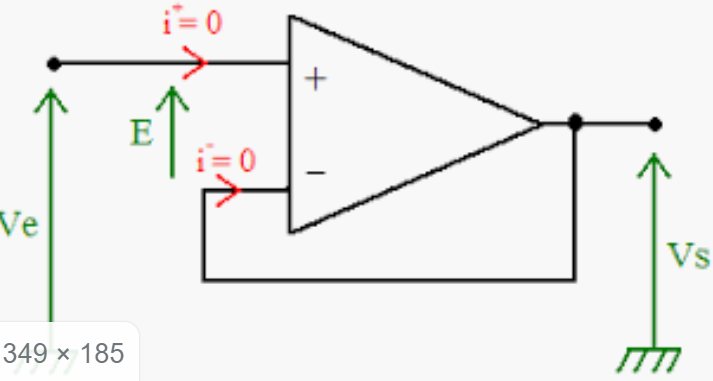 i⁺= 0
+
E
i⁻= 0
−
Ve
Vs
349 × 185